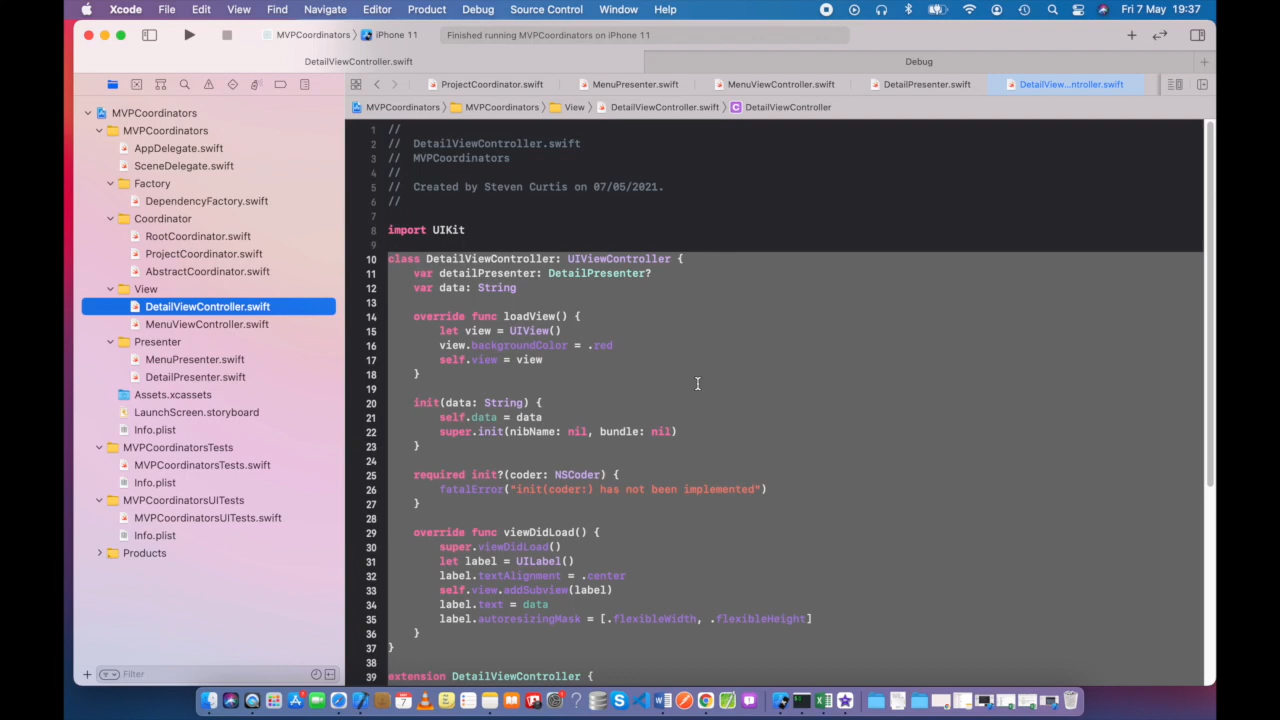 Xcode File Edit View Find Navigate Editor Product Debug Source Control Window Help Fri 7 May 19:37
MVPCoordinators 〉 iPhone 11 Finished running MVPCoordinators on iPhone 11
DetailViewController.swift Debug
ProjectCoordinator.swift MenuPresenter.swift MenuViewController.swift DetailPresenter.swift DetailView...ntroller.swift
MVPCoordinators 〉 MVPCoordinators 〉 View 〉 DetailViewController.swift 〉 C DetailViewController
MVPCoordinators
MVPCoordinators
AppDelegate.swift
SceneDelegate.swift
Factory
DependencyFactory.swift
Coordinator
RootCoordinator.swift
ProjectCoordinator.swift
AbstractCoordinator.swift
View
DetailViewController.swift
MenuViewController.swift
Presenter
MenuPresenter.swift
DetailPresenter.swift
Assets.xcassets
LaunchScreen.storyboard
Info.plist
MVPCoordinatorsTests
MVPCoordinatorsTests.swift
Info.plist
MVPCoordinatorsUITests
MVPCoordinatorsUITests.swift
Info.plist
Products
Filter
1 //
2 //  DetailViewController.swift
3 //  MVPCoordinators
4 //
5 //  Created by Steven Curtis on 07/05/2021.
6 //
7
8 import UIKit
9
10 class DetailViewController: UIViewController {
11     var detailPresenter: DetailPresenter?
12     var data: String
13
14     override func loadView() {
15         let view = UIView()
16         view.backgroundColor = .red
17         self.view = view
18     }
19
20     init(data: String) {
21         self.data = data
22         super.init(nibName: nil, bundle: nil)
23     }
24
25     required init?(coder: NSCoder) {
26         fatalError("init(coder:) has not been implemented")
27     }
28
29     override func viewDidLoad() {
30         super.viewDidLoad()
31         let label = UILabel()
32         label.textAlignment = .center
33         self.view.addSubview(label)
34         label.text = data
35         label.autoresizingMask = [.flexibleWidth, .flexibleHeight]
36     }
37 }
38
39 extension DetailViewController {